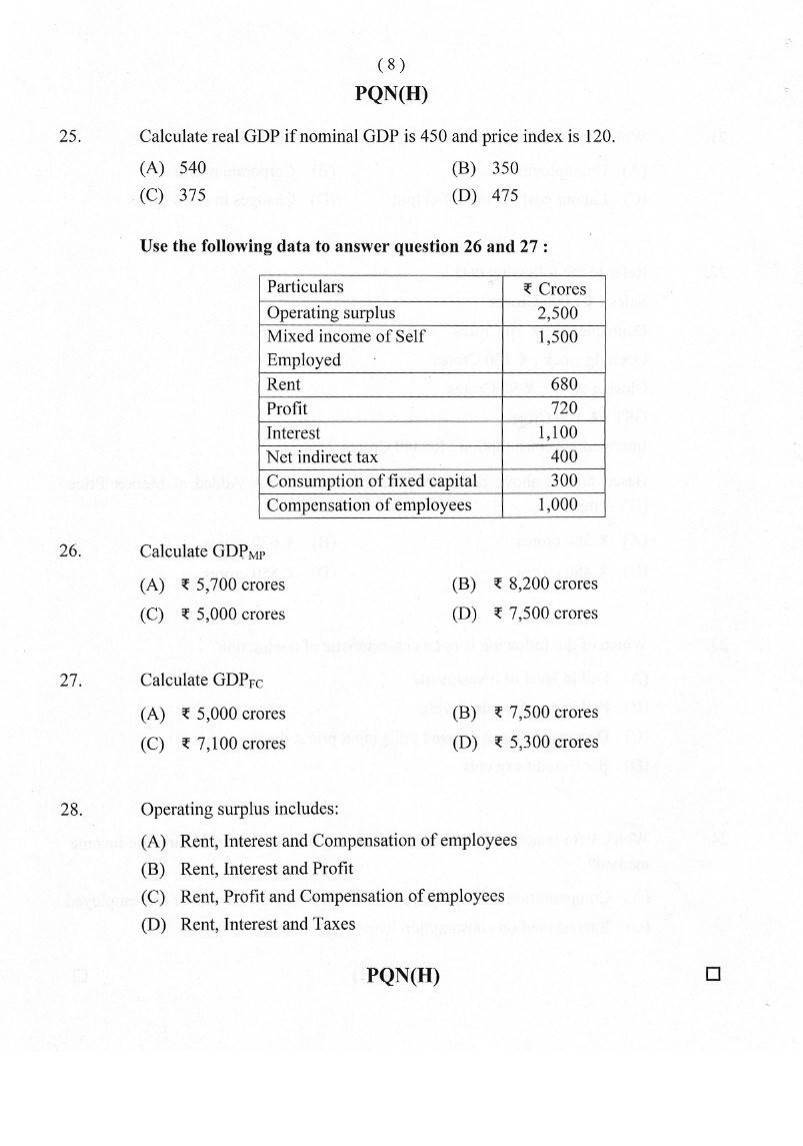 ( 8 )
PQN(H)
25. Calculate real GDP if nominal GDP is 450 and price index is 120.
(A) 540 (B) 350
(C) 375 (D) 475
Use the following data to answer question 26 and 27 :
Particulars ₹ Crores
Operating surplus 2,500
Mixed income of Self 1,500
Employed
Rent 680
Profit 720
Interest 1,100
Net indirect tax 400
Consumption of fixed capital 300
Compensation of employees 1,000
26. Calculate GDPMP
(A) ₹ 5,700 crores (B) ₹ 8,200 crores
(C) ₹ 5,000 crores (D) ₹ 7,500 crores
27. Calculate GDPFC
(A) ₹ 5,000 crores (B) ₹ 7,500 crores
(C) ₹ 7,100 crores (D) ₹ 5,300 crores
28. Operating surplus includes:
(A) Rent, Interest and Compensation of employees
(B) Rent, Interest and Profit
(C) Rent, Profit and Compensation of employees
(D) Rent, Interest and Taxes
PQN(H)